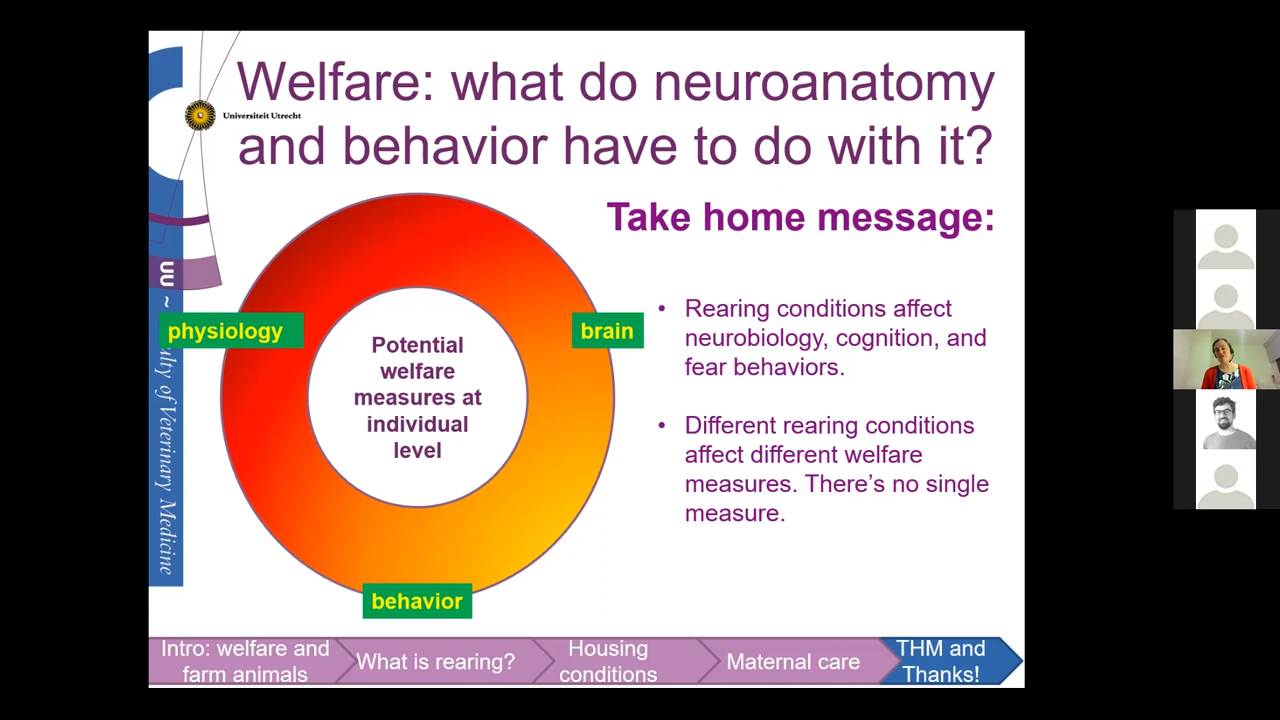 Welfare: what do neuroanatomy
and behavior have to do with it?
Universiteit Utrecht
Take home message:
physiology
brain
Potential
welfare
measures at
individual
level
behavior
• Rearing conditions affect
neurobiology, cognition, and
fear behaviors.
• Different rearing conditions
affect different welfare
measures. There's no single
measure.
UU ~
ulty of Veterinary Medicine
Intro: welfare and
farm animals
What is rearing?
Housing
conditions
Maternal care
THM and
Thanks!